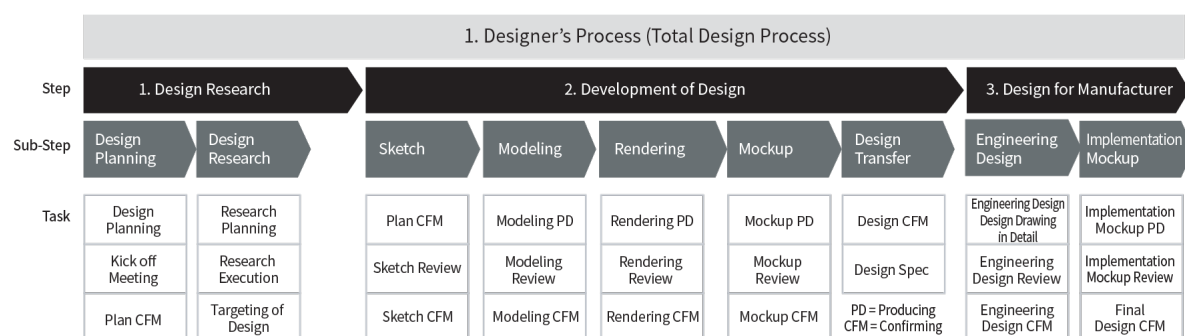 1. Designer's Process (Total Design Process)
Step
1. Design Research
2. Development of Design
3. Design for Manufacturer
Sub-Step
Design
Planning
Design
Research
Sketch
Modeling
Rendering
Mockup
Design
Transfer
Engineering
Design
Implementation
Mockup
Task
Design
Planning
Research
Planning
Plan CFM
Modeling PD
Rendering PD
Mockup PD
Design CFM
Engineering Design
Design Drawing
in Detail
Implementation
Mockup PD
Kick off
Meeting
Research
Execution
Sketch Review
Modeling
Review
Rendering
Review
Mockup
Review
Design Spec
Engineering
Design Review
Implementation
Mockup Review
Plan CFM
Targeting of
Design
Sketch CFM
Modeling CFM
Rendering CFM
Mockup CFM
PD = Producing
CFM = Confirming
Engineering
Design CFM
Final
Design CFM